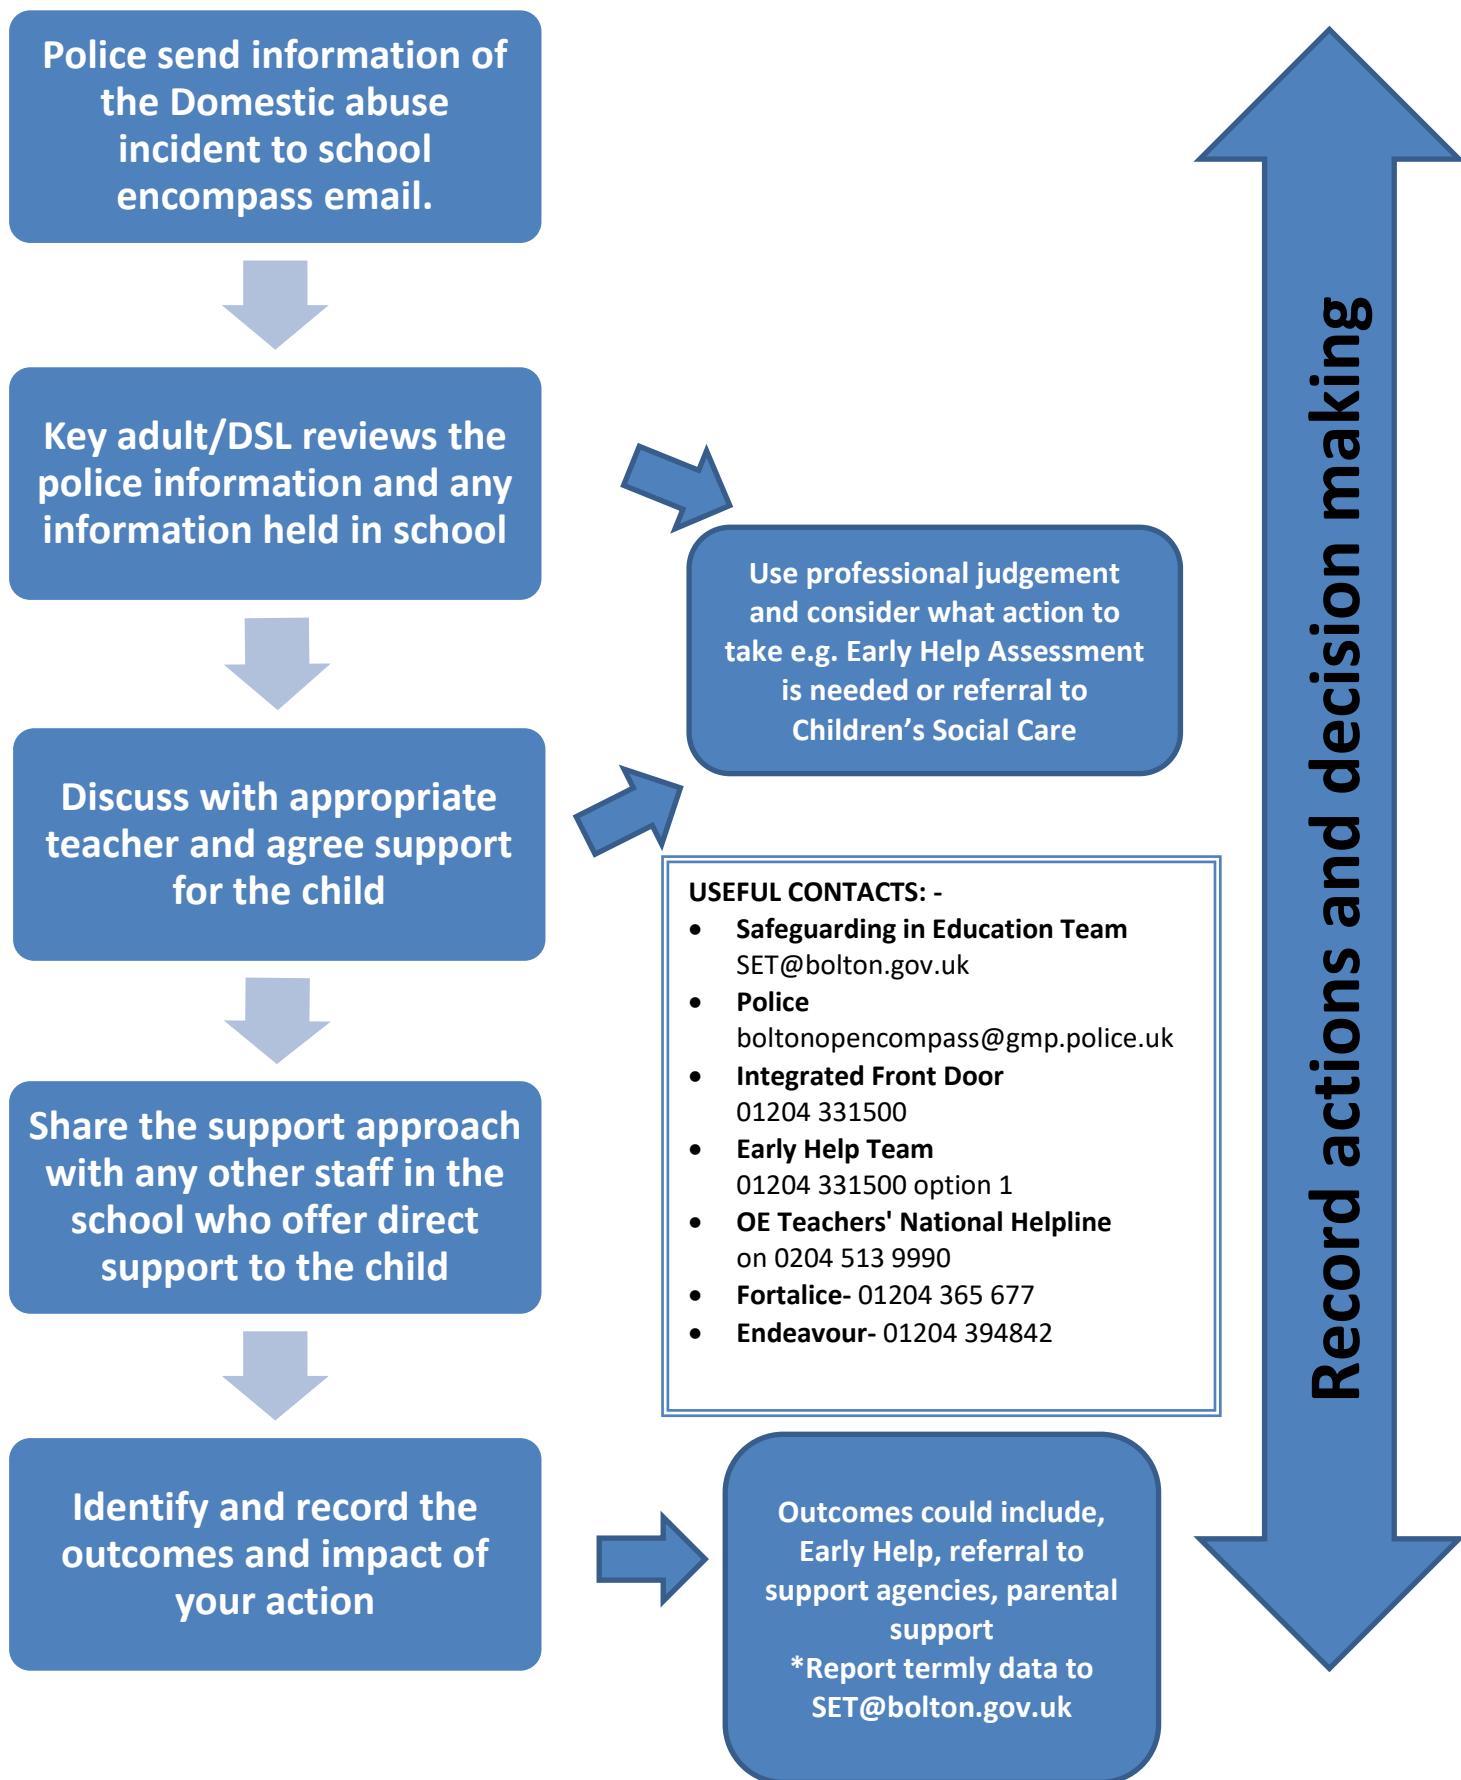 Police send information of
the Domestic abuse
incident to school
encompass email.
Key adult/DSL reviews the
police information and any
information held in school
Use professional judgement
and consider what action to
take e.g. Early Help Assessment
is needed or referral to
Children’s Social Care
Discuss with appropriate
teacher and agree support
for the child
USEFUL CONTACTS: -
• Safeguarding in Education Team
SET@bolton.gov.uk
• Police
boltonopencompass@gmp.police.uk
• Integrated Front Door
01204 331500
• Early Help Team
01204 331500 option 1
• OE Teachers' National Helpline
on 0204 513 9990
• Fortalice- 01204 365 677
• Endeavour- 01204 394842
Share the support approach
with any other staff in the
school who offer direct
support to the child
Identify and record the
outcomes and impact of
your action
Outcomes could include,
Early Help, referral to
support agencies, parental
support
*Report termly data to
SET@bolton.gov.uk
Record actions and decision making